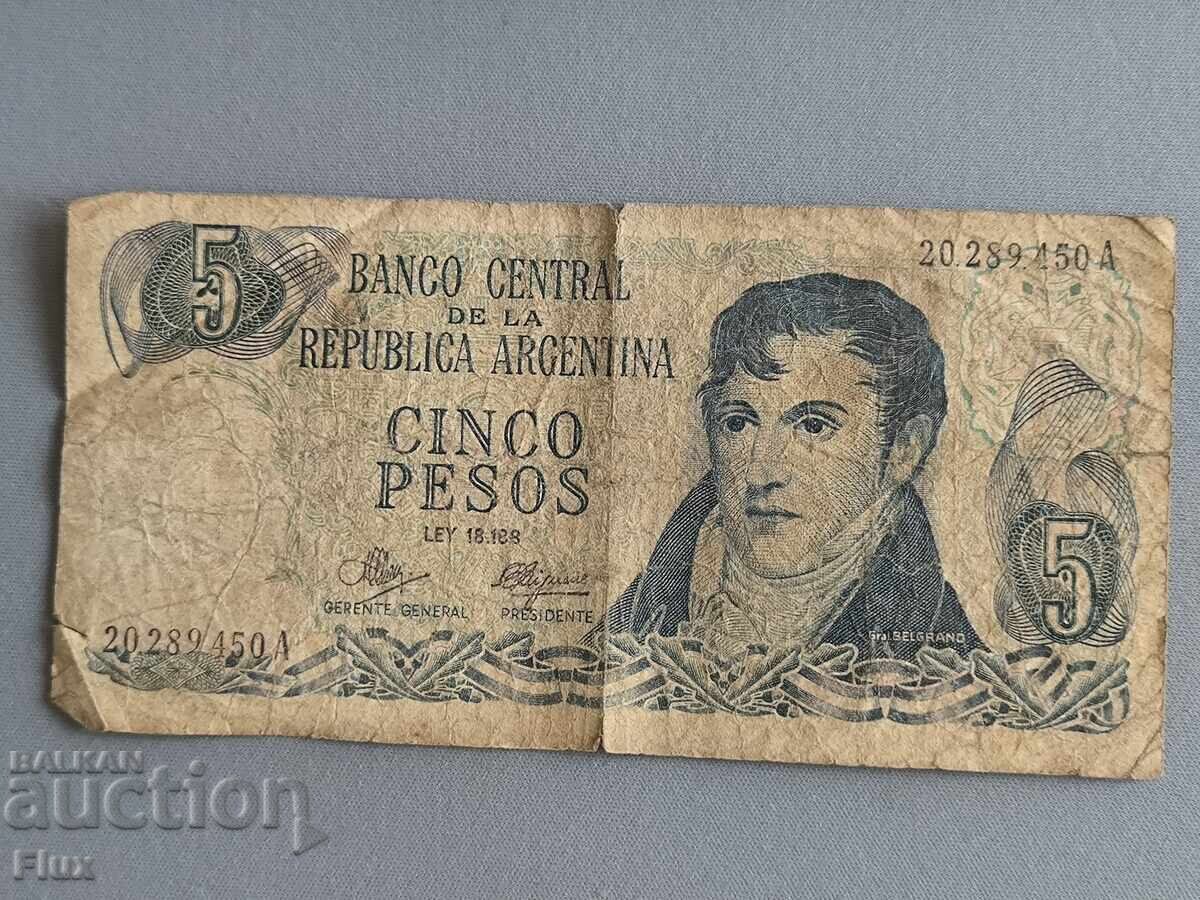 5
20.289.450 A
BANCO CENTRAL
DE LA
REPUBLICA ARGENTINA
CINCO
PESOS
LEY 18.188
GERENTE GENERAL
PRESIDENTE
Gral. BELGRANO
5
20.289.450 A
BALKAN
auction
Flux